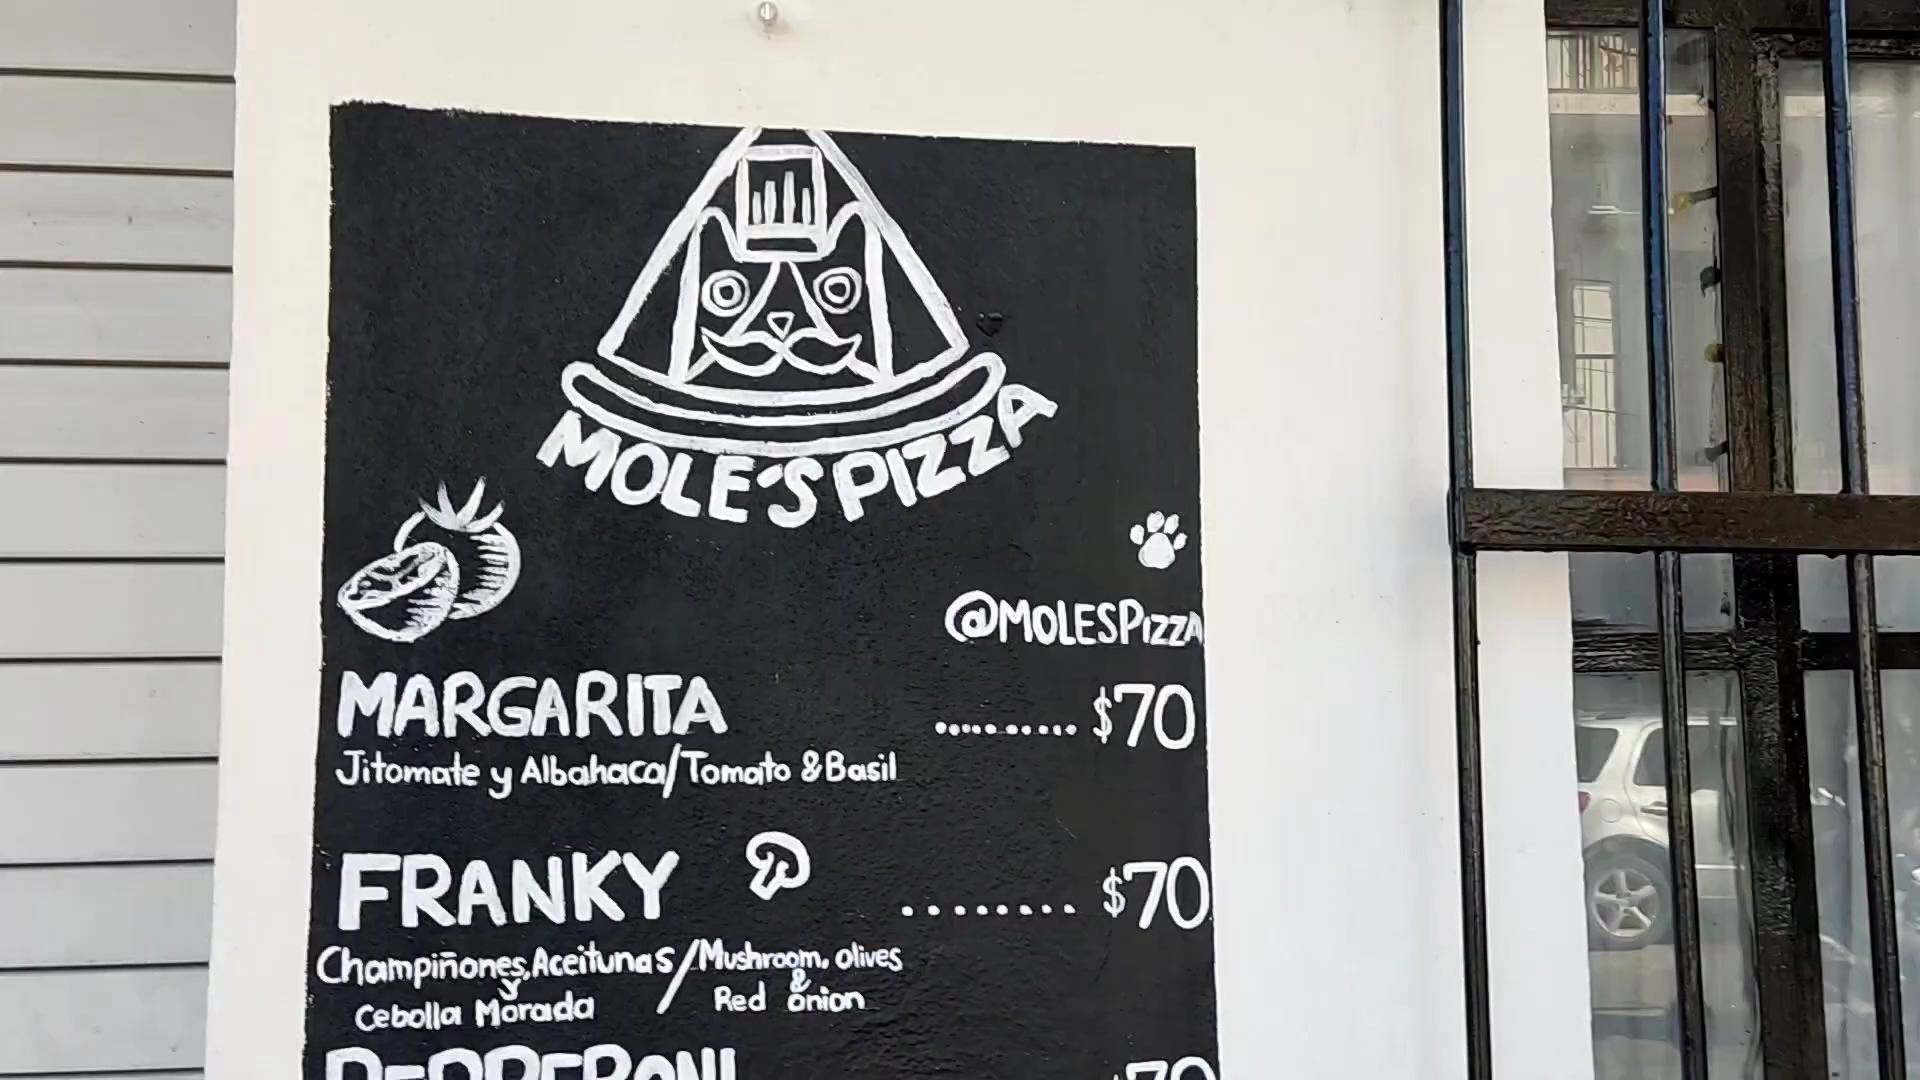 MOLE'S PIZZA
@MOLESPIZZA
MARGARITA ......... $70
Jitomate y Albahaca/Tomato & Basil
FRANKY ........ $70
Champiñones, Aceitunas / Mushroom, olives
y &
Cebolla Morada Red onion
PEPPERONI $70